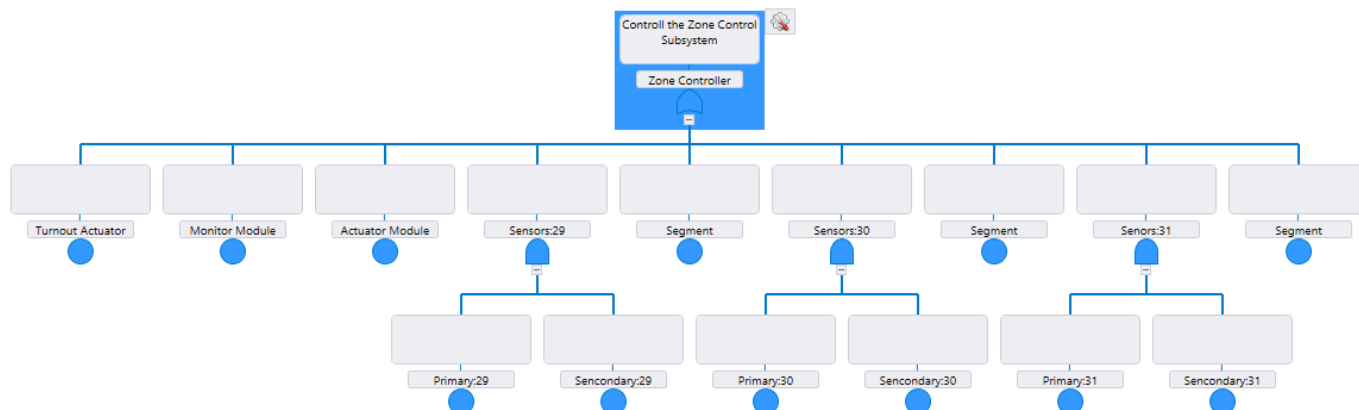 Controll the Zone Control
Subsystem
Zone Controller
Turnout Actuator
Monitor Module
Actuator Module
Sensors:29
Segment
Sensors:30
Segment
Senors:31
Segment
Primary:29
Sencondary:29
Primary:30
Sencondary:30
Primary:31
Sencondary:31